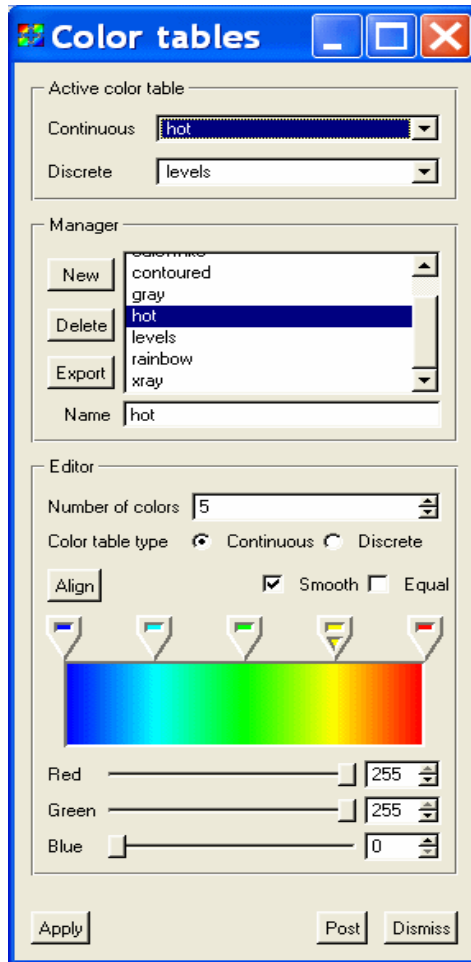 Color tables
Active color table
Continuous hot
Discrete levels
Manager
New
Delete
Export
contoured
gray
hot
levels
rainbow
xray
Name hot
Editor
Number of colors 5
Color table type Continuous Discrete
Align Smooth Equal
Red 255
Green 255
Blue 0
Apply Post Dismiss